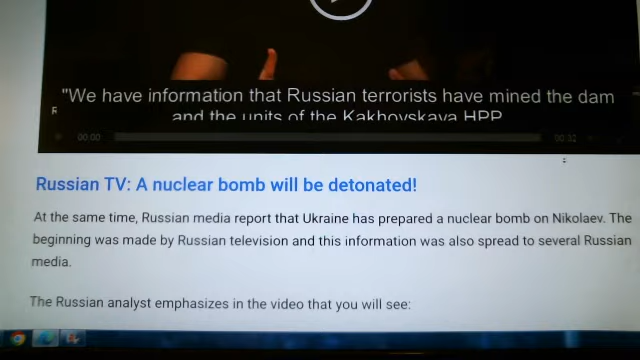 "We have information that Russian terrorists have mined the dam
and the units of the Kakhovskaya HPP
00:00
00:32
Russian TV: A nuclear bomb will be detonated!
At the same time, Russian media report that Ukraine has prepared a nuclear bomb on Nikolaev. The
beginning was made by Russian television and this information was also spread to several Russian
media.
The Russian analyst emphasizes in the video that you will see: